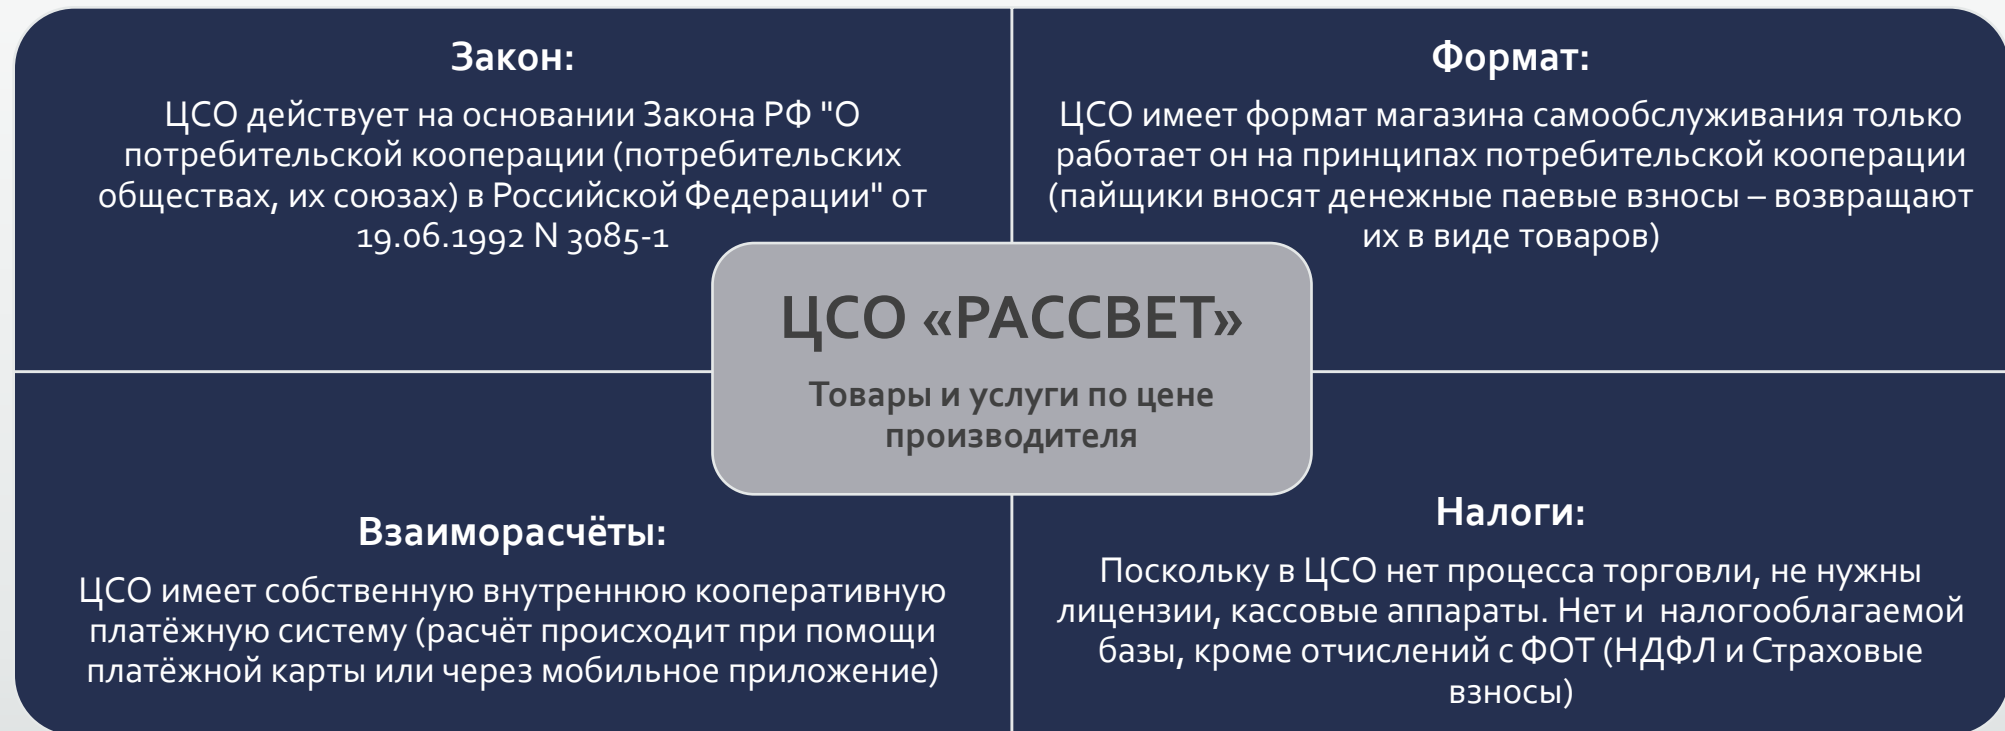 Закон:
ЦСО действует на основании Закона РФ "О
потребительской кооперации (потребительских
обществах, их союзах) в Российской Федерации" от
19.06.1992 N 3085-1
Формат:
ЦСО имеет формат магазина самообслуживания только
работает он на принципах потребительской кооперации
(пайщики вносят денежные паевые взносы – возвращают
их в виде товаров)
ЦСО «РАССВЕТ»
Товары и услуги по цене
производителя
Взаиморасчёты:
ЦСО имеет собственную внутреннюю кооперативную
платёжную систему (расчёт происходит при помощи
платёжной карты или через мобильное приложение)
Налоги:
Поскольку в ЦСО нет процесса торговли, не нужны
лицензии, кассовые аппараты. Нет и  налогооблагаемой
базы, кроме отчислений с ФОТ (НДФЛ и Страховые
взносы)